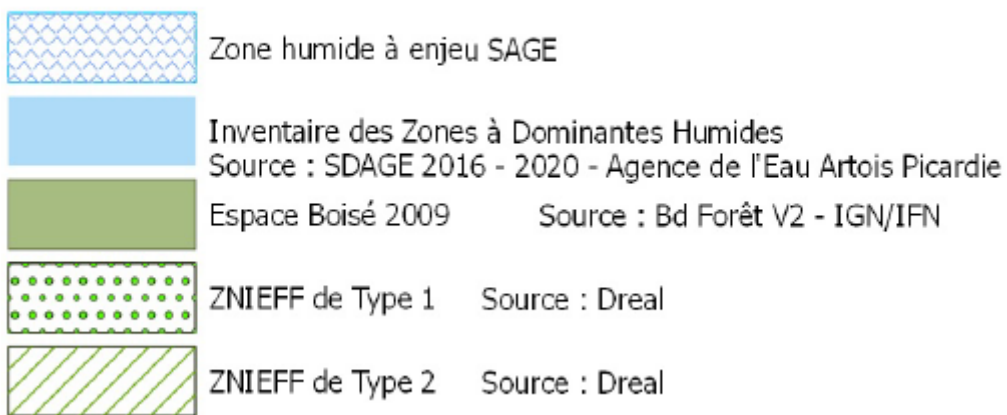 Zone humide à enjeu SAGE
Inventaire des Zones à Dominantes Humides
Source : SDAGE 2016 - 2020 - Agence de l'Eau Artois Picardie
Espace Boisé 2009 Source : Bd Forêt V2 - IGN/IFN
ZNIEFF de Type 1 Source : Dreal
ZNIEFF de Type 2 Source : Dreal